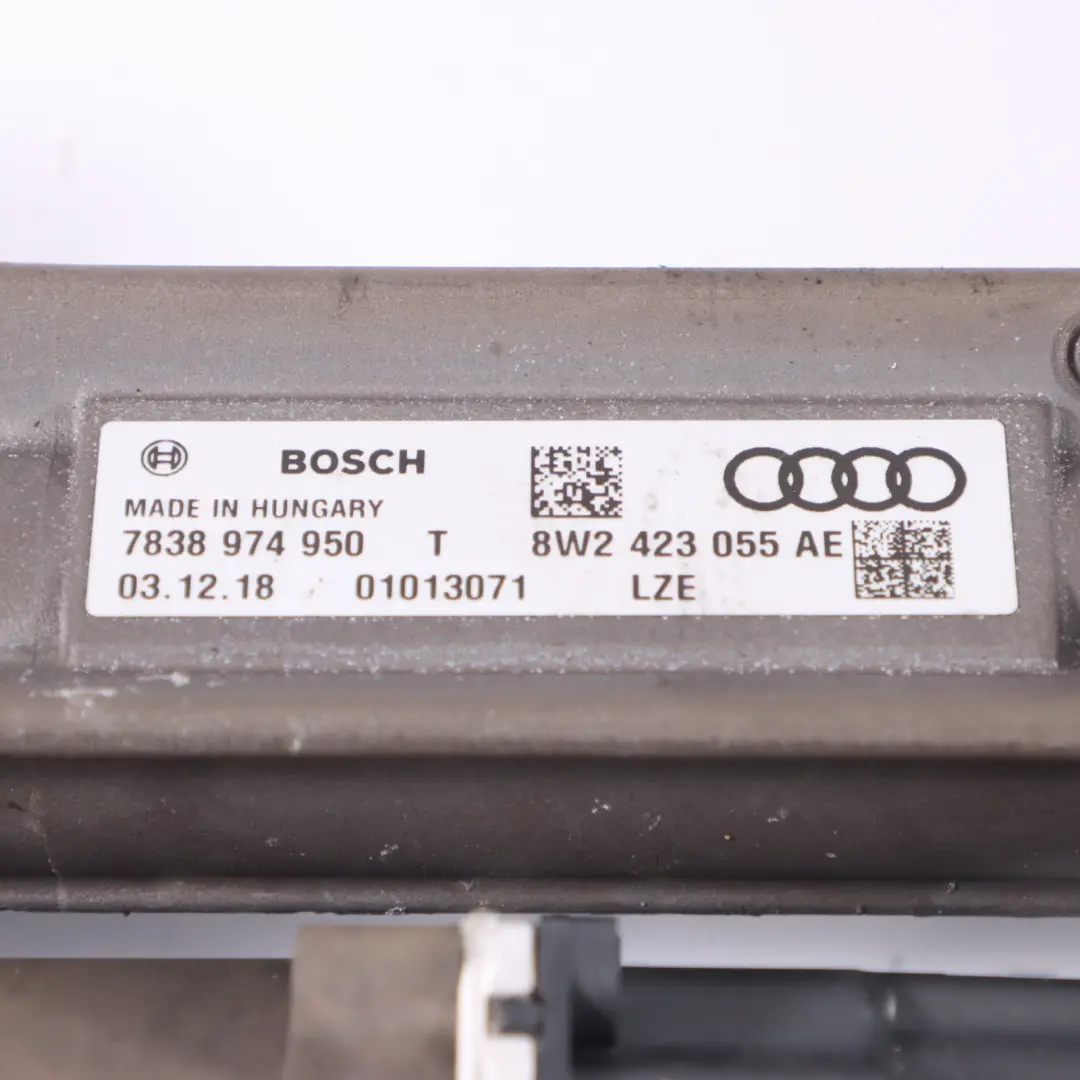 BOSCH
MADE IN HUNGARY
7838 974 950 T 8W2 423 055 AE
03.12.18 01013071 LZE